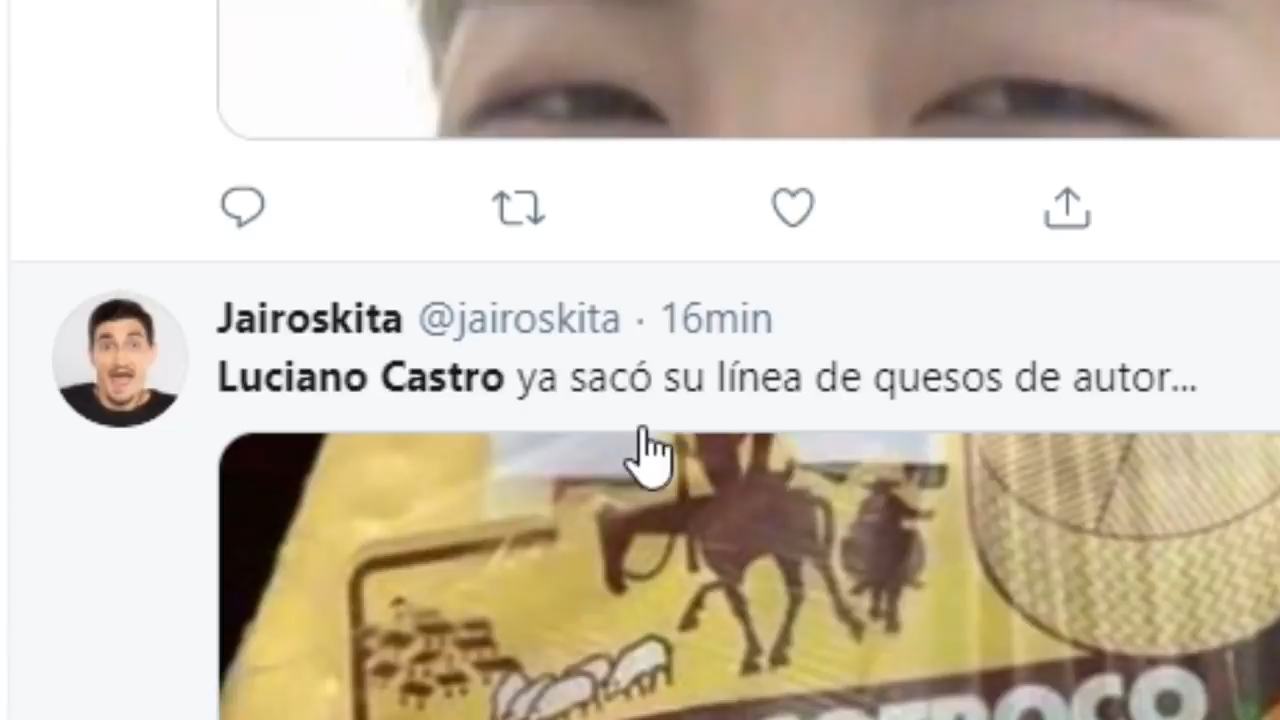 Jairoskita @jairoskita · 16min
Luciano Castro ya sacó su línea de quesos de autor...